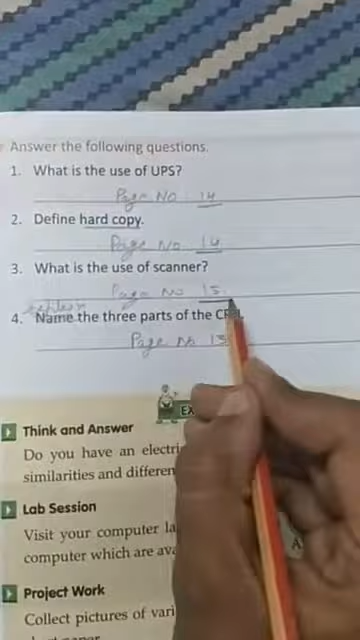 Answer the following questions.
1. What is the use of UPS?
Page No. 14
2. Define hard copy.
Page No. 14
3. What is the use of scanner?
Page No 15.
4. Name the three parts of the CPU.
Page No 13
EX
Think and Answer
Do you have an electri
similarities and differen
Lab Session
Visit your computer la
computer which are ava
Project Work
Collect pictures of vari